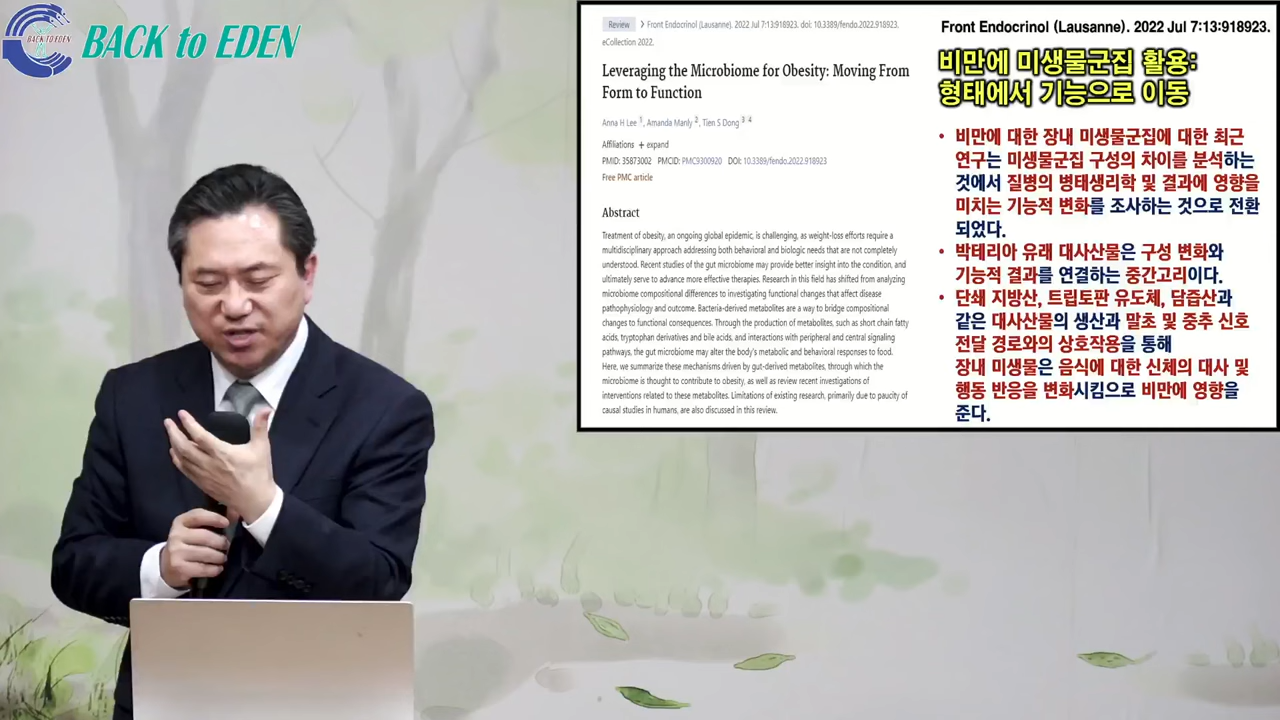 BACK TO EDEN
BACK to EDEN
Review > Front Endocrinol (Lausanne). 2022 Jul 7:13:918923. doi: 10.3389/fendo.2022.918923.
eCollection 2022.
Leveraging the Microbiome for Obesity: Moving From
Form to Function
Anna H Lee 1, Amanda Manly 2, Tien S Dong 3 4
Affiliations + expand
PMID: 35873002 PMCID: PMC9300920 DOI: 10.3389/fendo.2022.918923
Free PMC article
Abstract
Treatment of obesity, an ongoing global epidemic, is challenging, as weight-loss efforts require a
multidisciplinary approach addressing both behavioral and biologic needs that are not completely
understood. Recent studies of the gut microbiome may provide better insight into the condition, and
ultimately serve to advance more effective therapies. Research in this field has shifted from analyzing
microbiome compositional differences to investigating functional changes that affect disease
pathophysiology and outcome. Bacteria-derived metabolites are a way to bridge compositional
changes to functional consequences. Through the production of metabolites, such as short chain fatty
acids, tryptophan derivatives and bile acids, and interactions with peripheral and central signaling
pathways, the gut microbiome may alter the body's metabolic and behavioral responses to food.
Here, we summarize these mechanisms driven by gut-derived metabolites, through which the
microbiome is thought to contribute to obesity, as well as review recent investigations of
interventions related to these metabolites. Limitations of existing research, primarily due to paucity of
causal studies in humans, are also discussed in this review.
Front Endocrinol (Lausanne). 2022 Jul 7:13:918923.
비만에 미생물군집 활용:
형태에서 기능으로 이동
• 비만에 대한 장내 미생물군집에 대한 최근
연구는 미생물군집 구성의 차이를 분석하는
것에서 질병의 병태생리학 및 결과에 영향을
미치는 기능적 변화를 조사하는 것으로 전환
되었다.
• 박테리아 유래 대사산물은 구성 변화와
기능적 결과를 연결하는 중간고리이다.
• 단쇄 지방산, 트립토판 유도체, 담즙산과
같은 대사산물의 생산과 말초 및 중추 신호
전달 경로와의 상호작용을 통해
장내 미생물은 음식에 대한 신체의 대사 및
행동 반응을 변화시킴으로 비만에 영향을
준다.